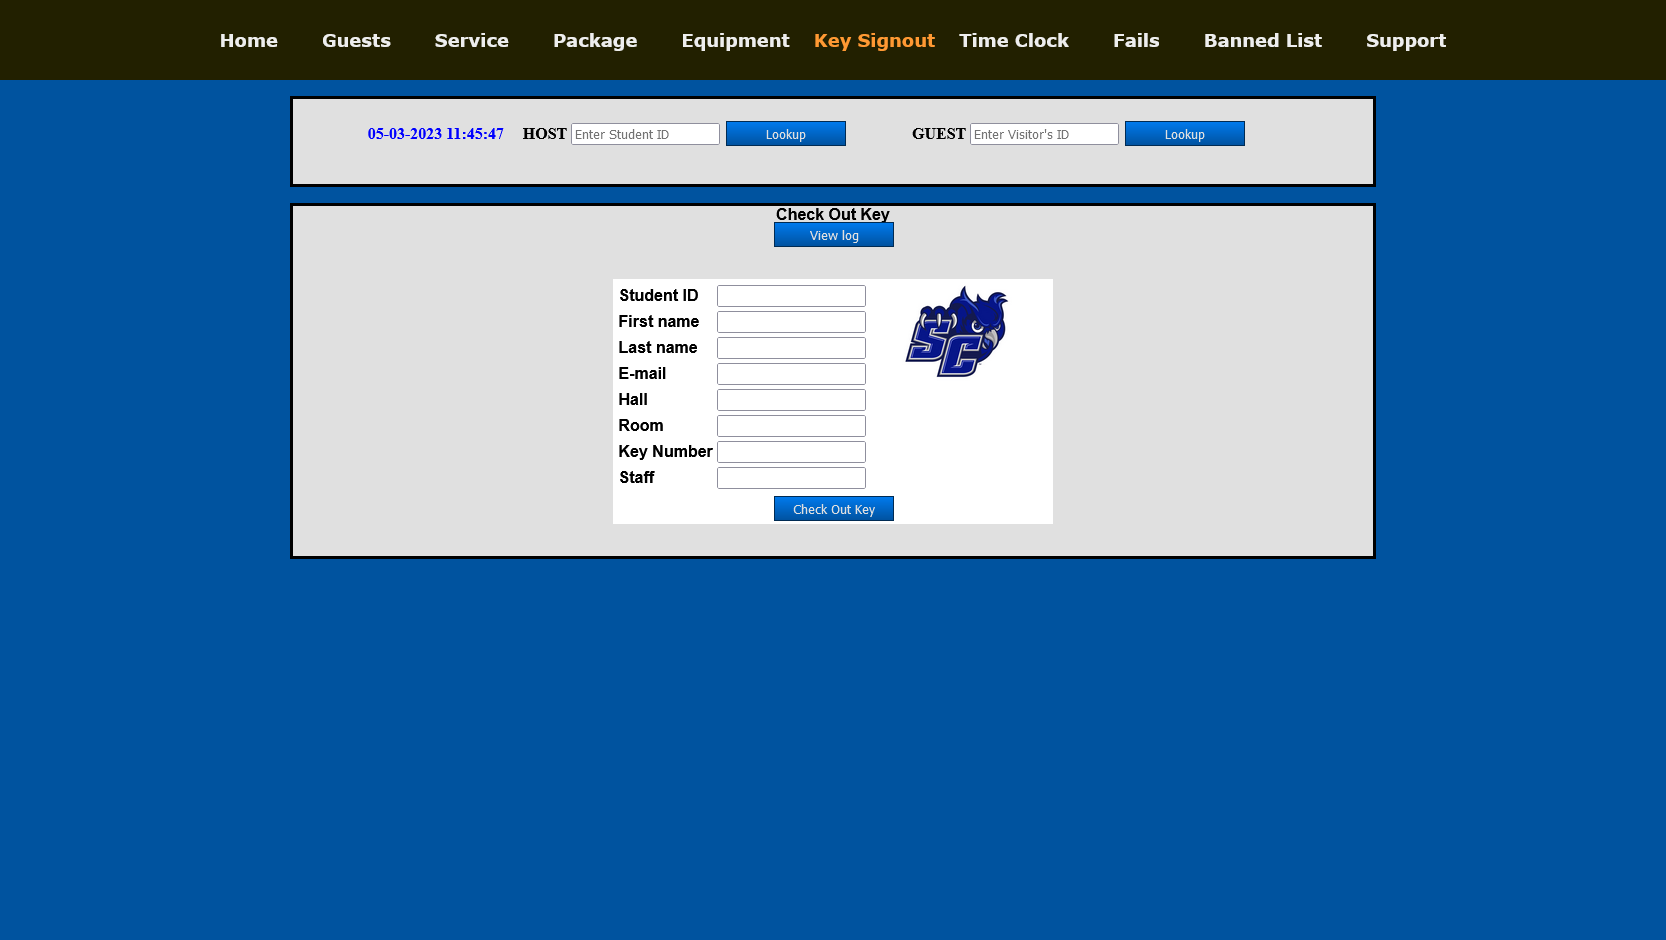 Home Guests Service Package Equipment Key Signout Time Clock Fails Banned List Support
05-03-2023 11:45:47 HOST Enter Student ID Lookup GUEST Enter Visitor's ID Lookup
Check Out Key
View log
Student ID
First name
Last name
E-mail
Hall
Room
Key Number
Staff
SC
Check Out Key